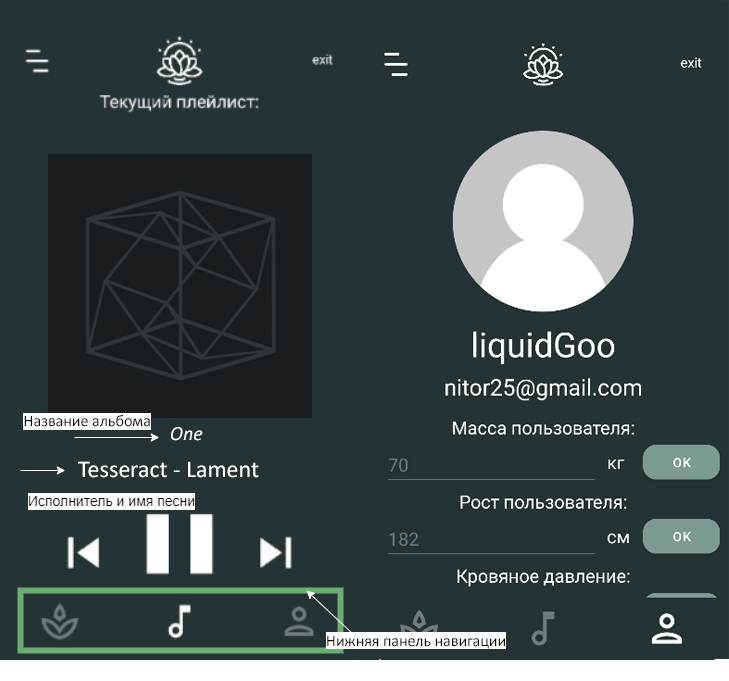 exit
Текущий плейлист:
Название альбома
One
Tesseract - Lament
Исполнитель и имя песни
Нижняя панель навигации
exit
liquidGoo
nitor25@gmail.com
Масса пользователя:
70 кг OK
Рост пользователя:
182 см OK
Кровяное давление: